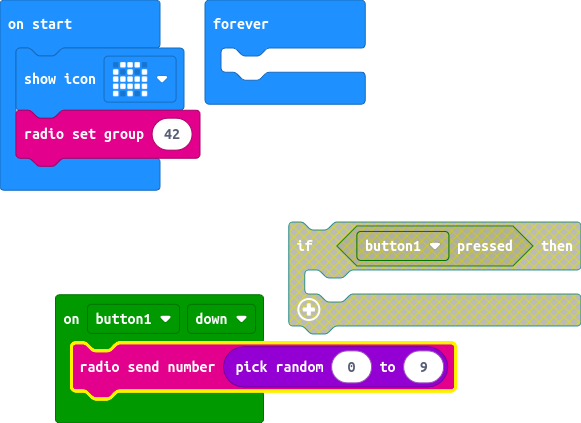 on start
show icon
radio set group 42
forever
if button1 pressed then
on button1 down
radio send number pick random 0 to 9